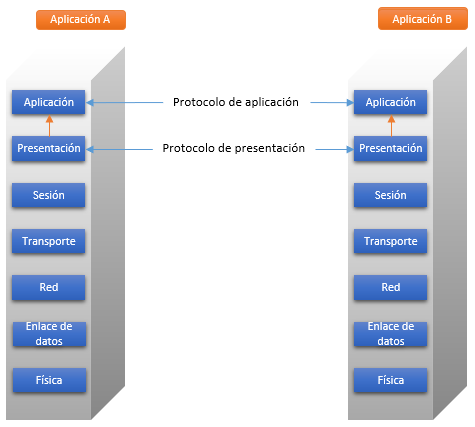 Aplicación A
Aplicación B
Aplicación
Protocolo de aplicación
Aplicación
Presentación
Protocolo de presentación
Presentación
Sesión
Sesión
Transporte
Transporte
Red
Red
Enlace de
datos
Enlace de
datos
Física
Física